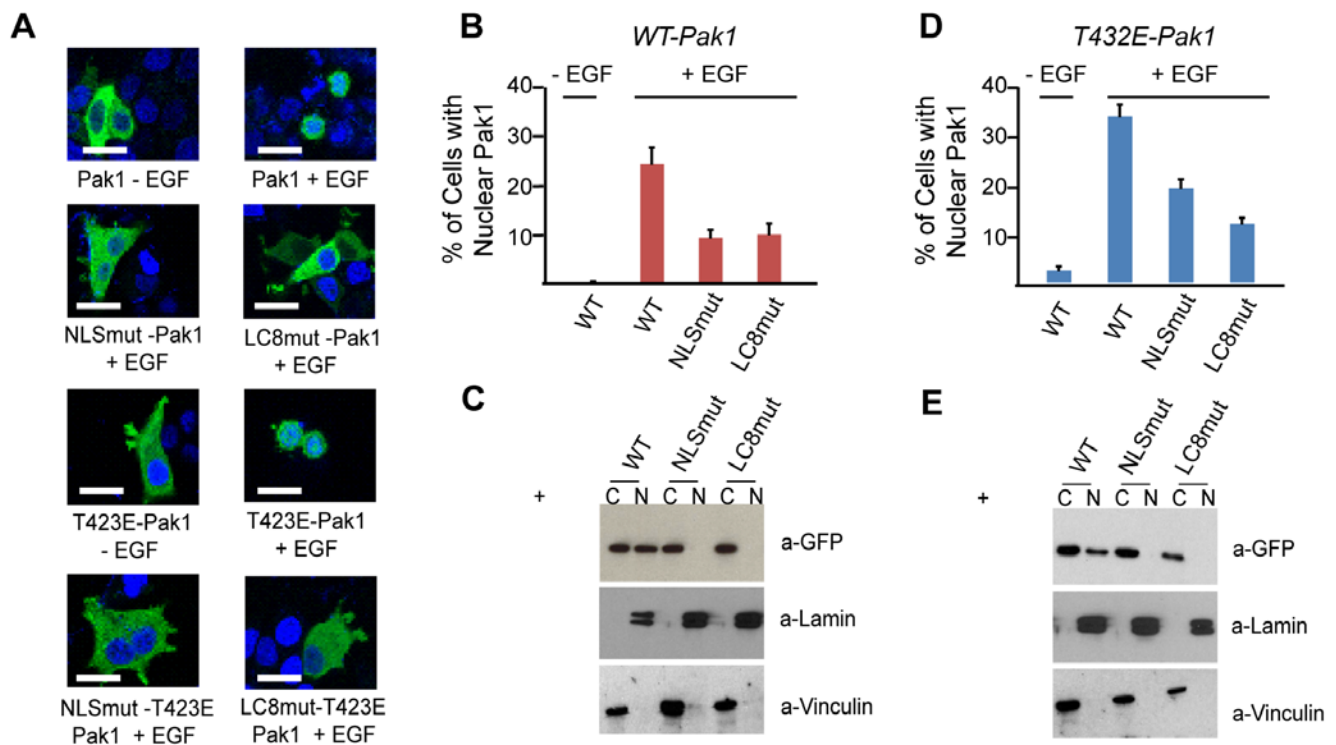 A
Pak1 - EGF
Pak1 + EGF
NLSmut -Pak1
+ EGF
LC8mut -Pak1
+ EGF
T423E-Pak1
- EGF
T423E-Pak1
+ EGF
NLSmut -T423E
Pak1 + EGF
LC8mut-T423E
Pak1 + EGF
B
WT-Pak1
- EGF
+ EGF
% of Cells with
Nuclear Pak1
40
30
20
10
WT
WT
NLSmut
LC8mut
C
WT
NLSmut
LC8mut
+
C N C N C N
a-GFP
a-Lamin
a-Vinculin
D
T432E-Pak1
- EGF
+ EGF
% of Cells with
Nuclear Pak1
40
30
20
10
WT
WT
NLSmut
LC8mut
E
WT
NLSmut
LC8mut
+
C N C N C N
a-GFP
a-Lamin
a-Vinculin